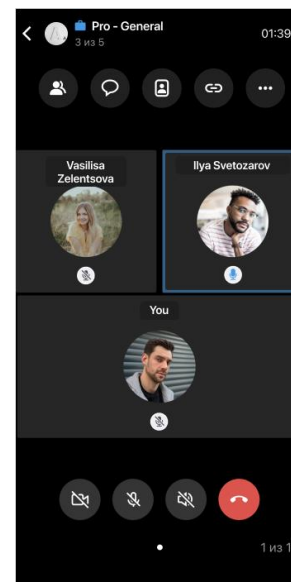 Pro - General
3 из 5
01:39
Vasilisa
Zelentsova
Ilya Svetozarov
You
1 из 1